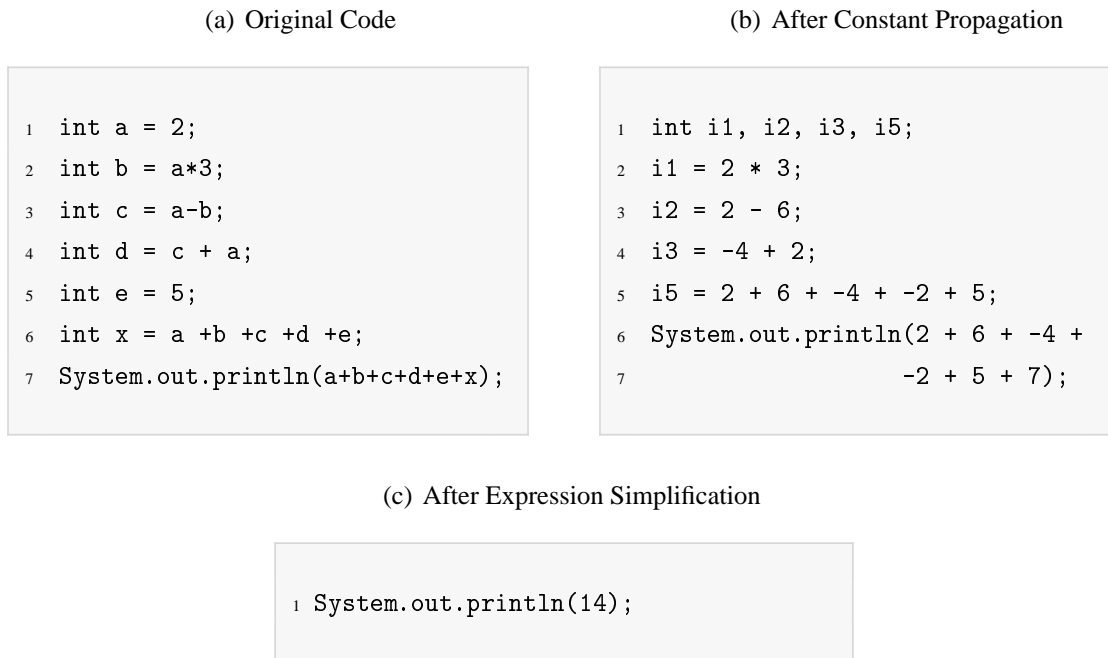 (a) Original Code
1 int a = 2;
2 int b = a*3;
3 int c = a-b;
4 int d = c + a;
5 int e = 5;
6 int x = a +b +c +d +e;
7 System.out.println(a+b+c+d+e+x);
(b) After Constant Propagation
1 int i1, i2, i3, i5;
2 i1 = 2 * 3;
3 i2 = 2 - 6;
4 i3 = -4 + 2;
5 i5 = 2 + 6 + -4 + -2 + 5;
6 System.out.println(2 + 6 + -4 +
7 -2 + 5 + 7);
(c) After Expression Simplification
1 System.out.println(14);